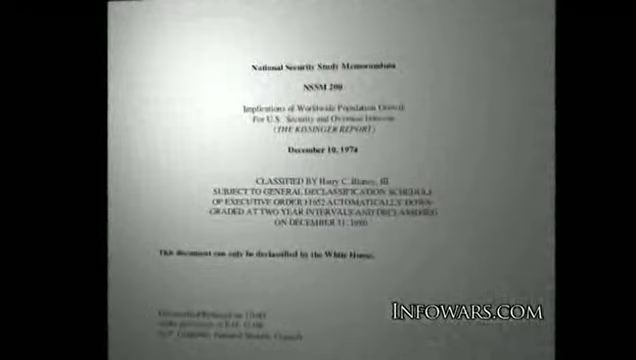 National Security Study Memorandum
NSSM 200
Implications of Worldwide Population Growth
For U.S. Security and Overseas Interests
(THE KISSINGER REPORT)
December 10, 1974
CLASSIFIED BY Harry C. Blaney, III
SUBJECT TO GENERAL DECLASSIFICATION SCHEDULE
OF EXECUTIVE ORDER 11652 AUTOMATICALLY DOWN-
GRADED AT TWO YEAR INTERVALS AND DECLASSIFIED
ON DECEMBER 31, 1980.
This document can only be declassified by the White House.
INFOWARS.COM
National Security Council